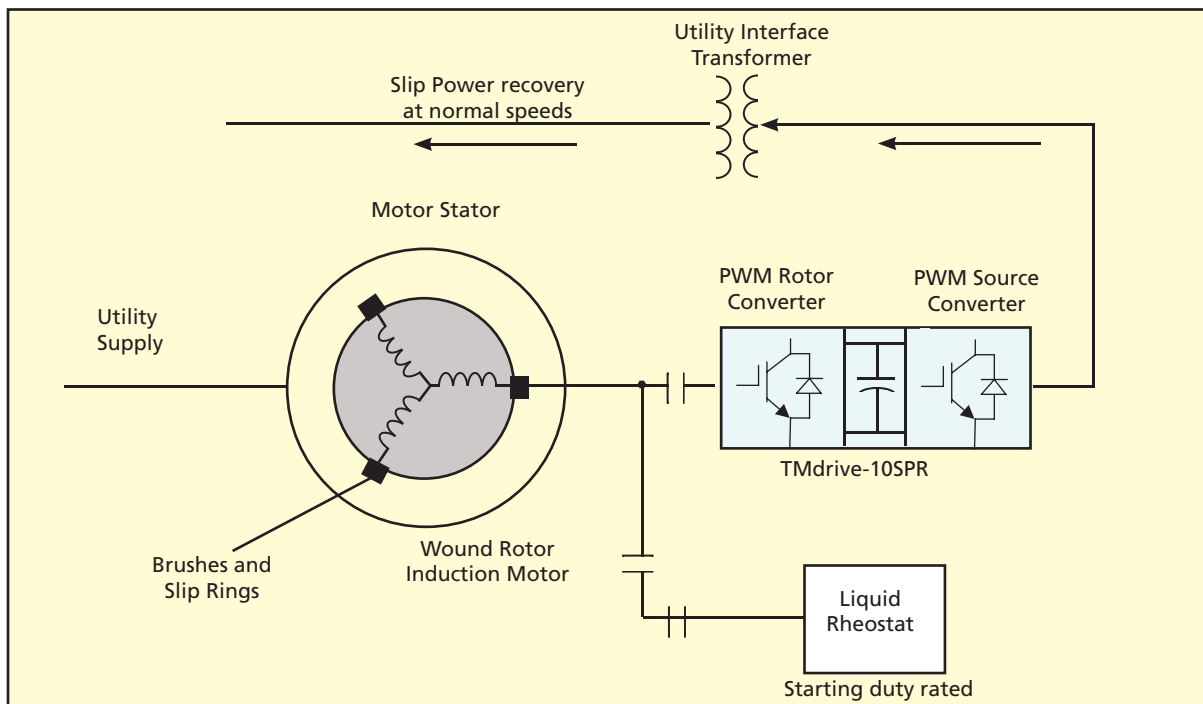 Utility Interface
Transformer
Slip Power recovery
at normal speeds
Motor Stator
PWM Rotor
Converter
PWM Source
Converter
Utility
Supply
TMdrive-10SPR
Wound Rotor
Induction Motor
Brushes and
Slip Rings
Liquid
Rheostat
Starting duty rated